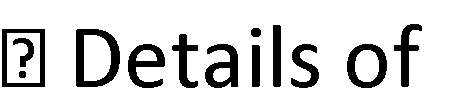 ⍰ Details of